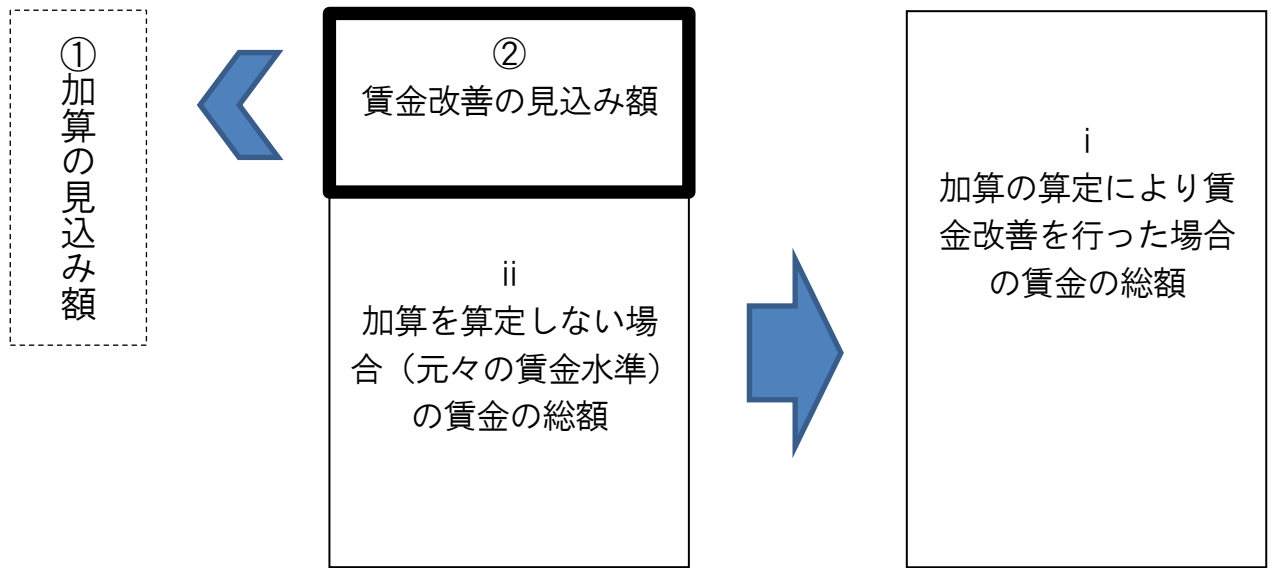 ①加算の見込み額
②
賃金改善の見込み額
ⅱ
加算を算定しない場
合（元々の賃金水準）
の賃金の総額
ⅰ
加算の算定により賃
金改善を行った場合
の賃金の総額